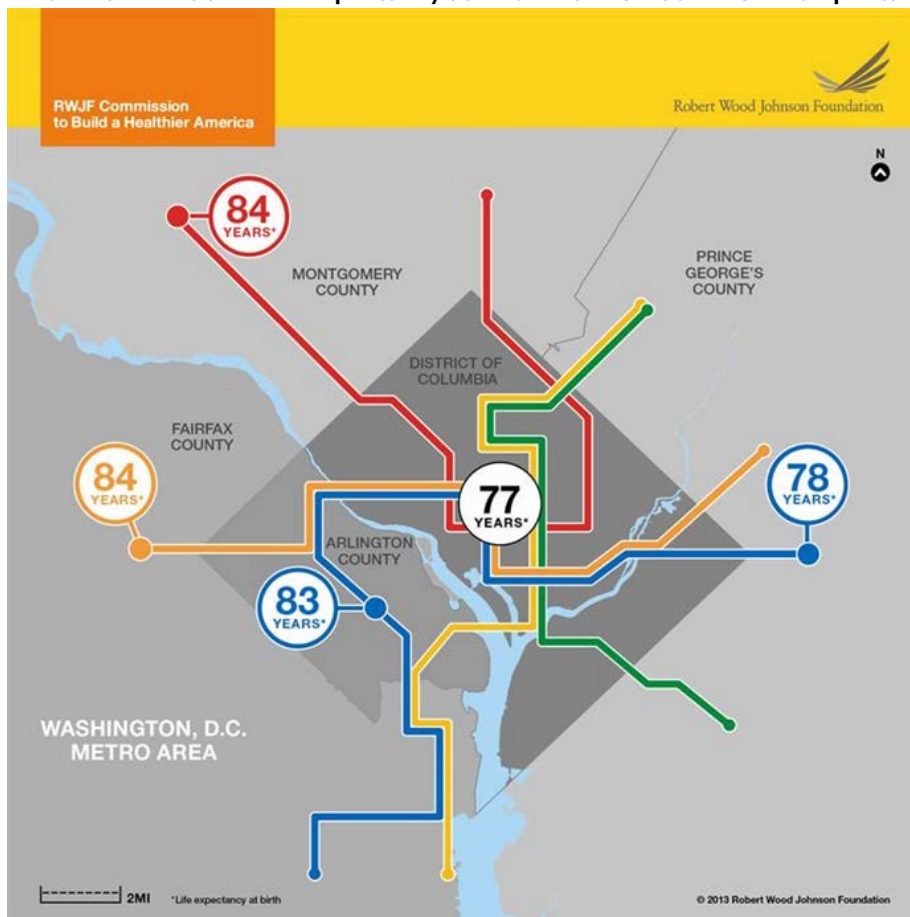 RWJF Commission
to Build a Healthier America
Robert Wood Johnson Foundation
N
84
YEARS*
MONTGOMERY
COUNTY
PRINCE
GEORGE'S
COUNTY
DISTRICT OF
COLUMBIA
FAIRFAX
COUNTY
84
YEARS*
77
YEARS*
78
YEARS*
ARLINGTON
COUNTY
83
YEARS*
WASHINGTON, D.C.
METRO AREA
2MI
*Life expectancy at birth
© 2013 Robert Wood Johnson Foundation